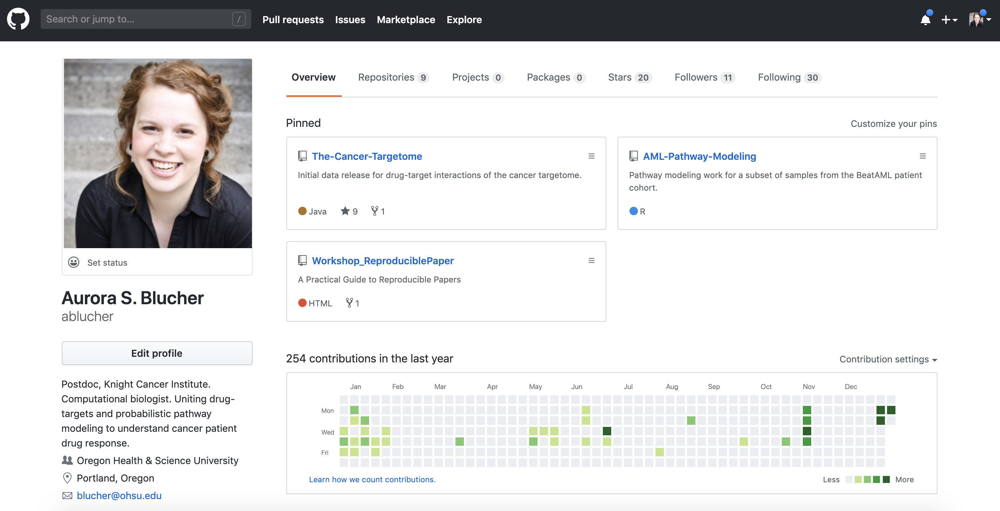 Search or jump to...
/
Pull requests
Issues
Marketplace
Explore
Overview
Repositories 9
Projects 0
Packages 0
Stars 20
Followers 11
Following 30
Set status
Aurora S. Blucher
ablucher
Edit profile
Postdoc, Knight Cancer Institute.
Computational biologist. Uniting drug-
targets and probabilistic pathway
modeling to understand cancer patient
drug response.
Oregon Health & Science University
Portland, Oregon
blucher@ohsu.edu
Pinned
Customize your pins
The-Cancer-Targetome
Initial data release for drug-target interactions of the cancer targetome.
Java 9 1
AML-Pathway-Modeling
Pathway modeling work for a subset of samples from the BeatAML patient
cohort.
R
Workshop_ReproduciblePaper
A Practical Guide to Reproducible Papers
HTML 1
254 contributions in the last year
Contribution settings
Jan Feb Mar Apr May Jun Jul Aug Sep Oct Nov Dec
Mon
Wed
Fri
Learn how we count contributions.
Less More